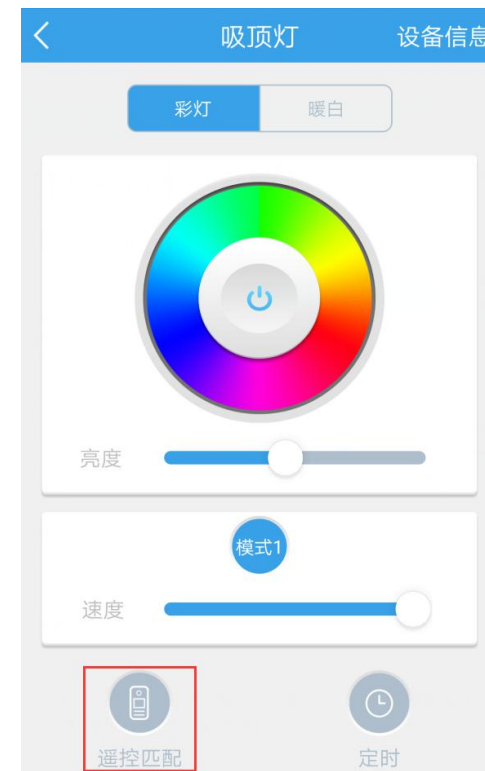 吸顶灯 设备信息
彩灯 暖白
亮度
模式1
速度
遥控匹配 定时